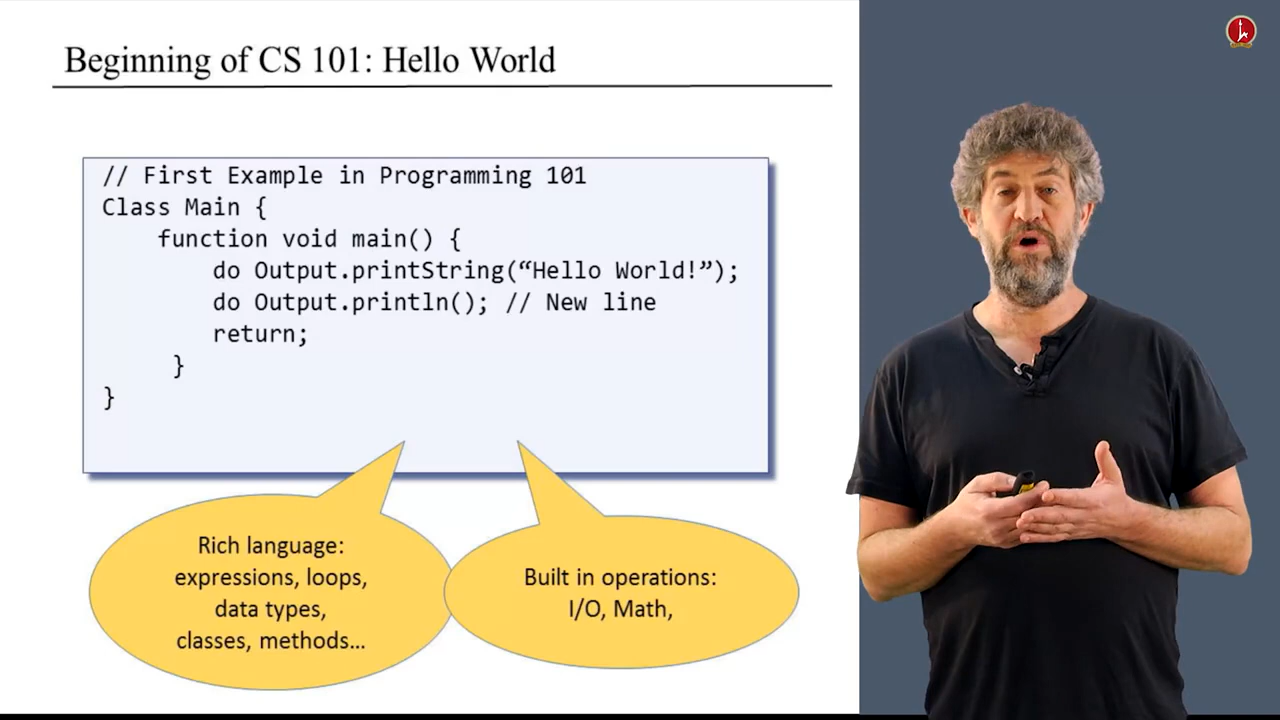 Beginning of CS 101: Hello World
// First Example in Programming 101
Class Main {
function void main() {
do Output.printString(“Hello World!”);
do Output.println(); // New line
return;
}
}
Rich language:
expressions, loops,
data types,
classes, methods…
Built in operations:
I/O, Math,